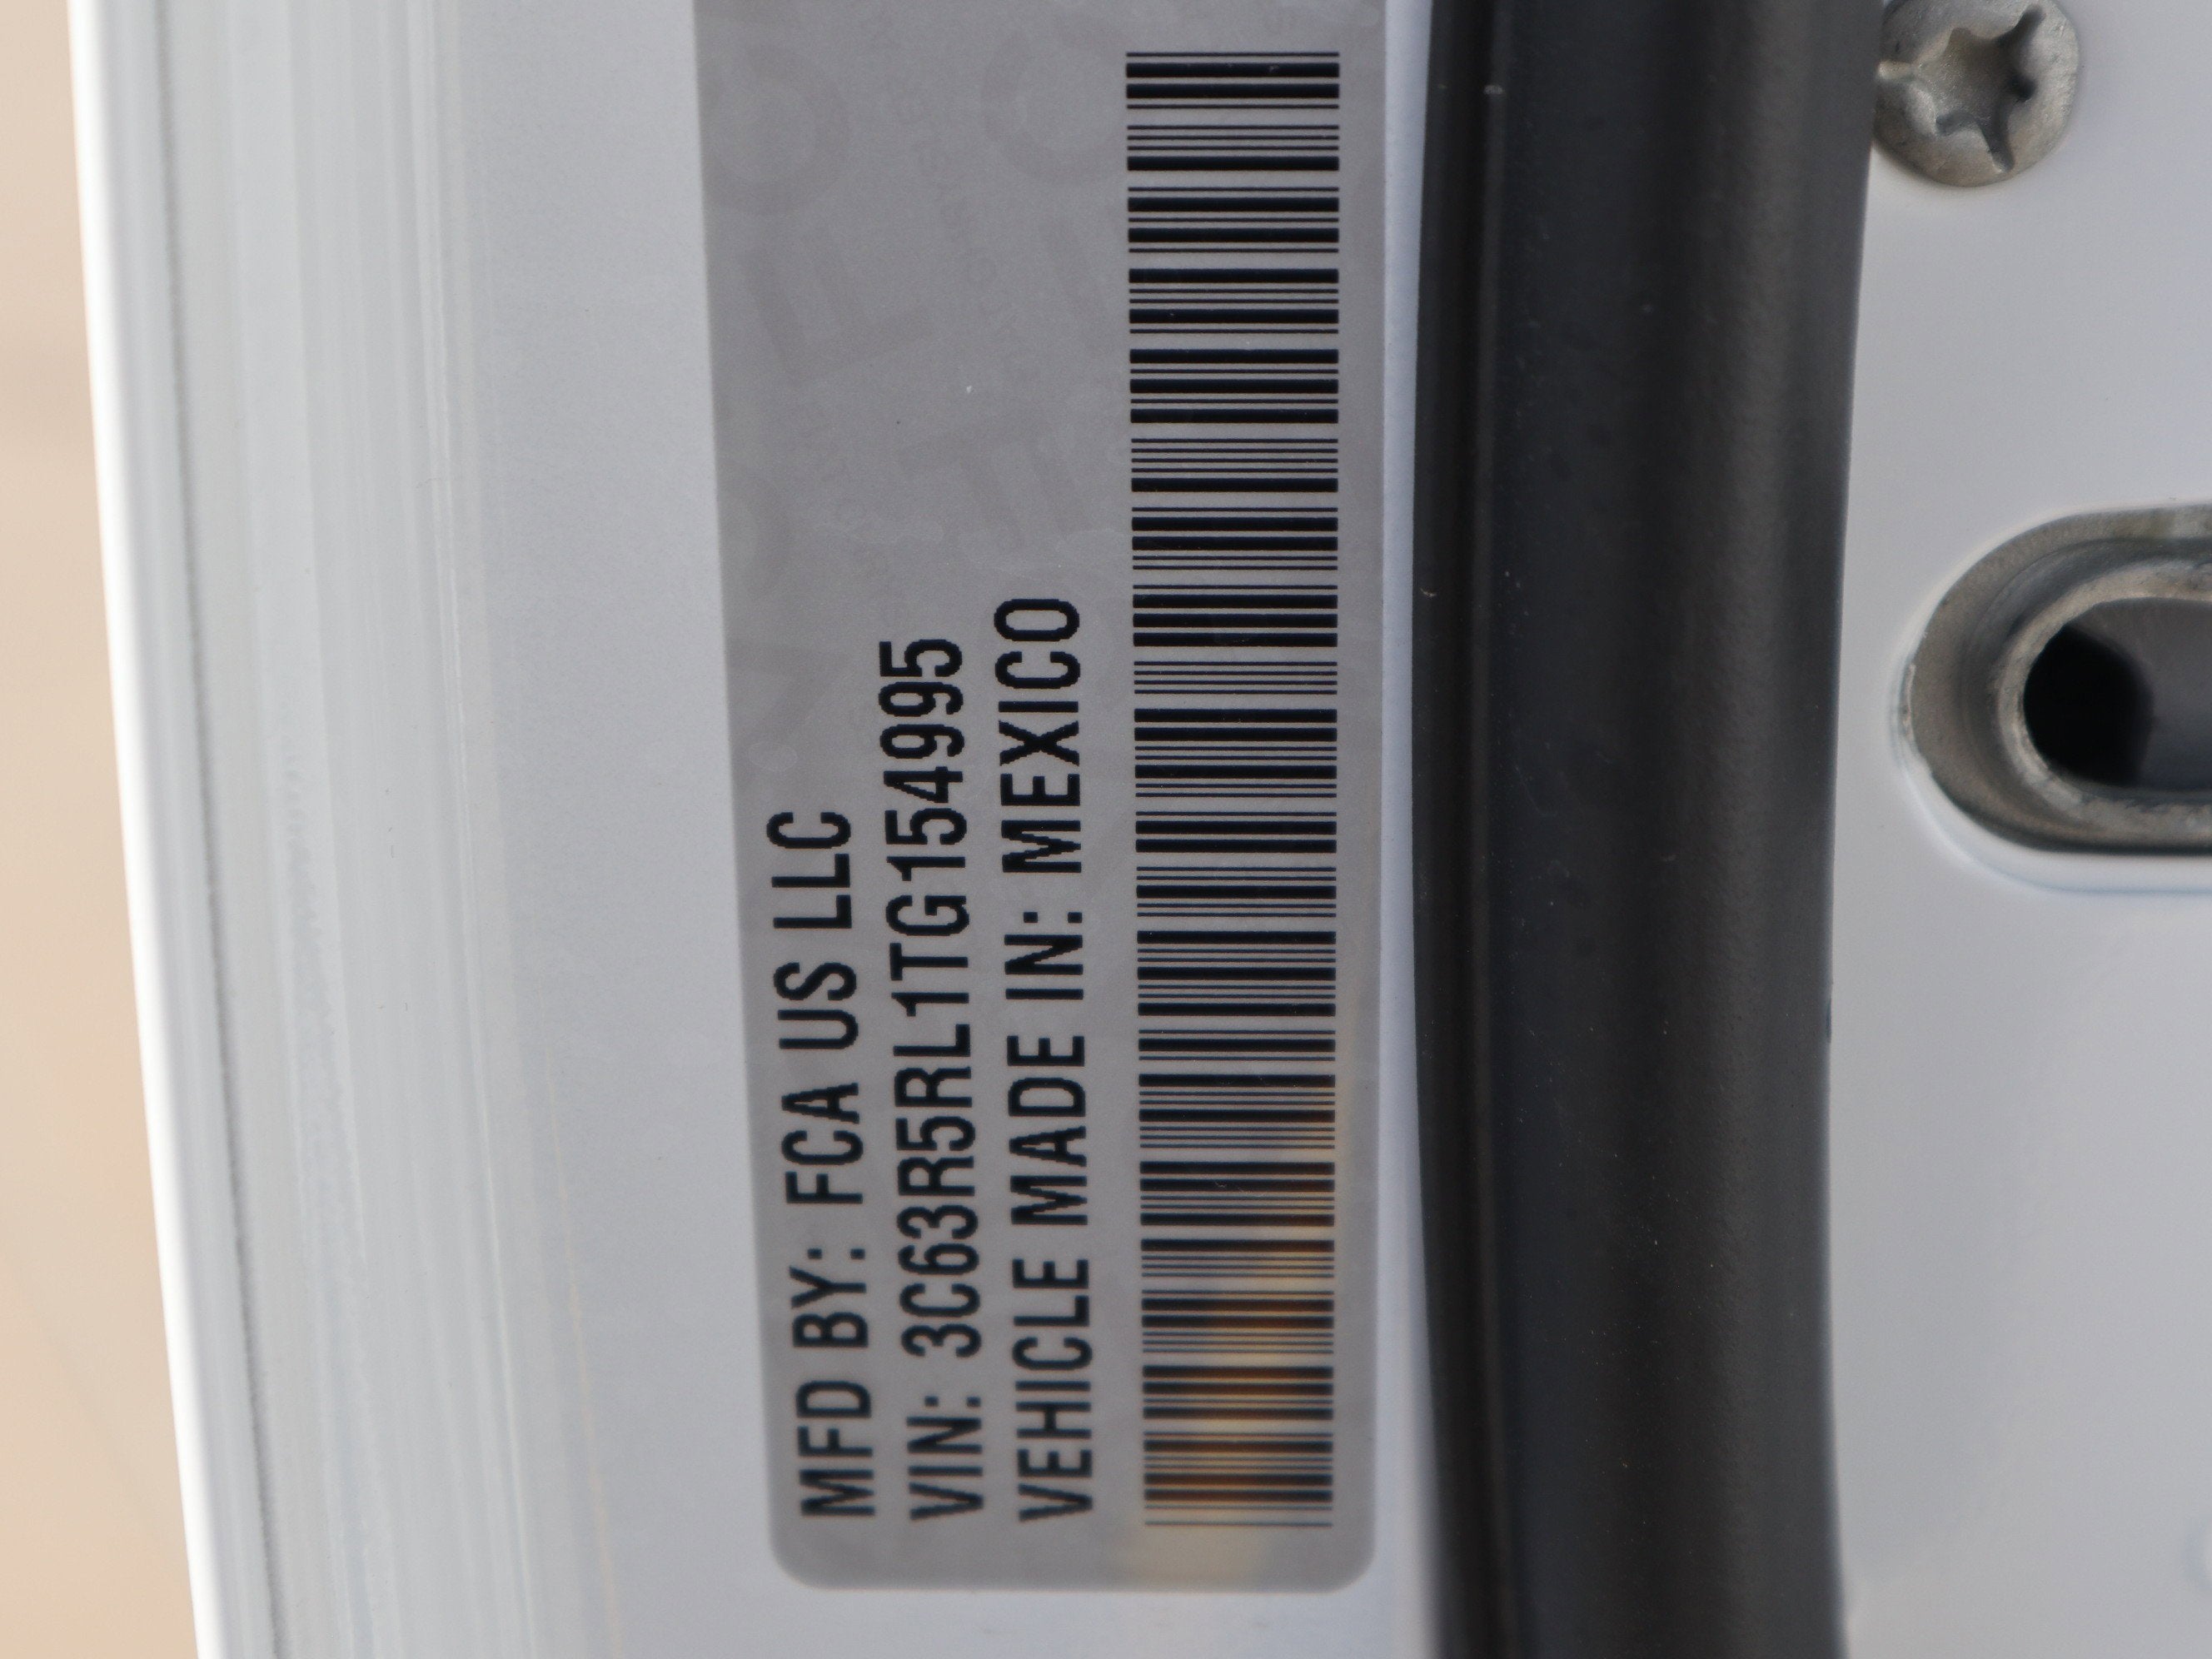 MFD BY: FCA US LLC
VIN: 3C63R5RL1TG154995
VEHICLE MADE IN: MEXICO